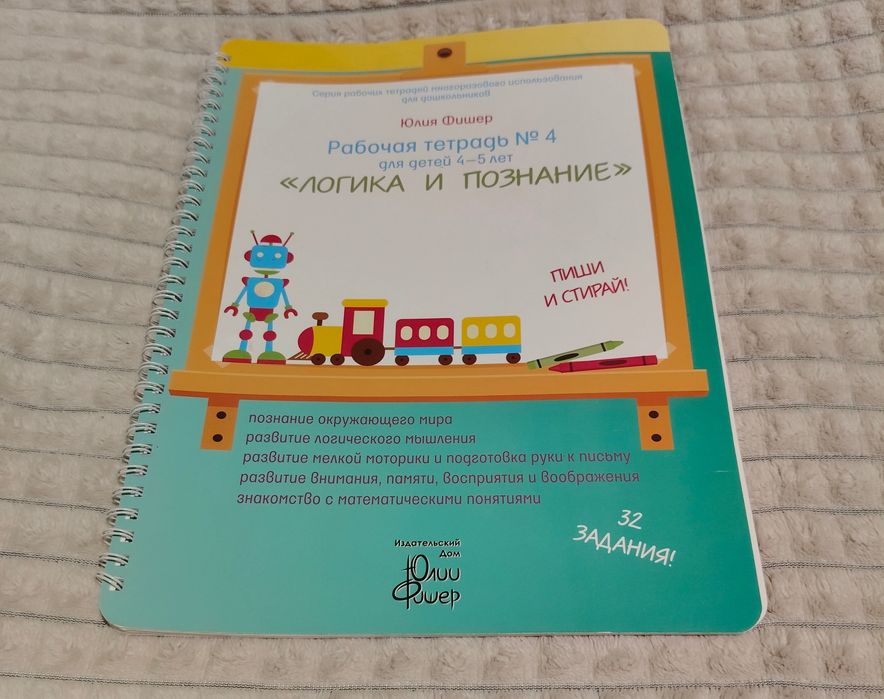 Серия рабочих тетрадей многоразового использования
для дошкольников
Юлия Фишер
Рабочая тетрадь № 4
для детей 4–5 лет
«ЛОГИКА И ПОЗНАНИЕ»
ПИШИ
И СТИРАЙ!
познание окружающего мира
развитие логического мышления
развитие мелкой моторики и подготовка руки к письму
развитие внимания, памяти, восприятия и воображения
знакомство с математическими понятиями
32
ЗАДАНИЯ!
Издательский
Дом
Юлии
Фишер